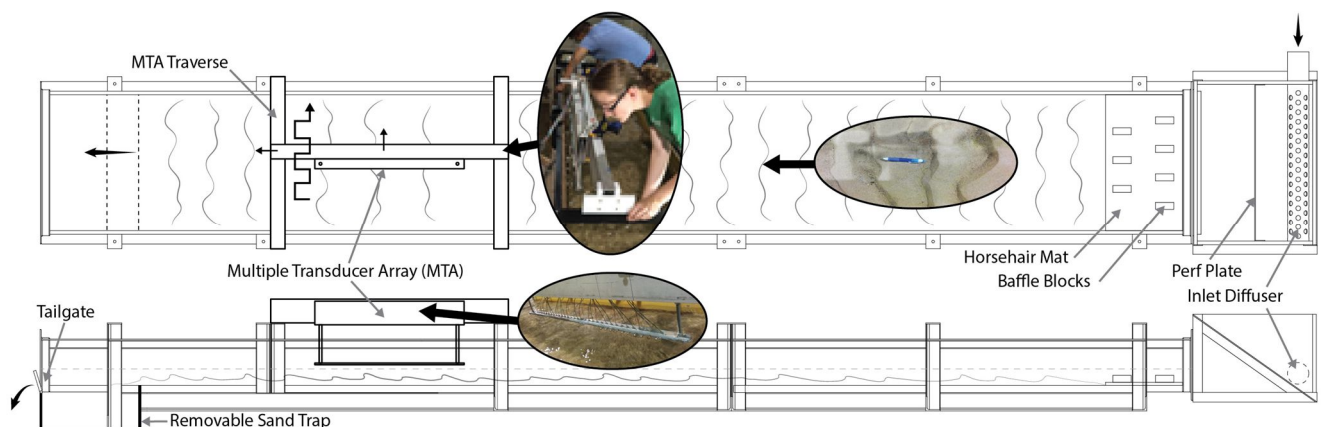 MTA Traverse
Multiple Transducer Array (MTA)
Horsehair Mat
Baffle Blocks
Perf Plate
Inlet Diffuser
Tailgate
Removable Sand Trap